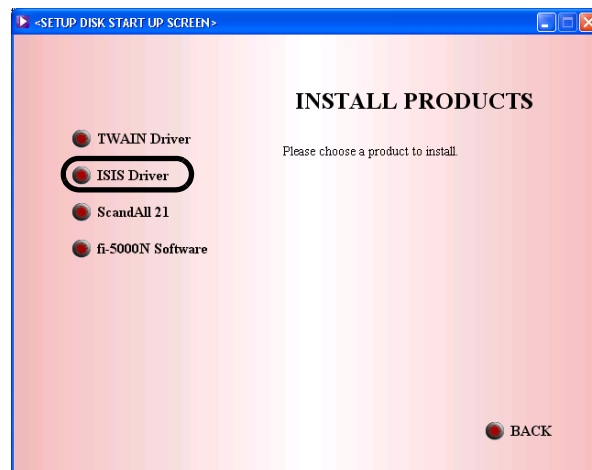 <SETUP DISK START UP SCREEN>
INSTALL PRODUCTS
TWAIN Driver
Please choose a product to install.
ISIS Driver
ScandAll 21
fi-5000N Software
BACK